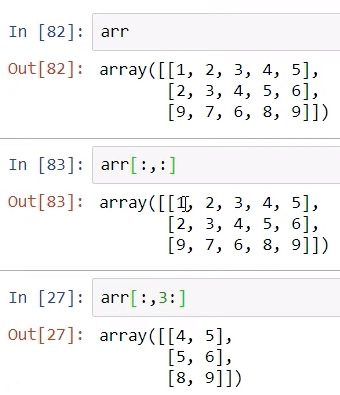 In [82]: arr
Out[82]: array([[1, 2, 3, 4, 5],
[2, 3, 4, 5, 6],
[9, 7, 6, 8, 9]])
In [83]: arr[:,:]
Out[83]: array([[1, 2, 3, 4, 5],
[2, 3, 4, 5, 6],
[9, 7, 6, 8, 9]])
In [27]: arr[:,3:]
Out[27]: array([[4, 5],
[5, 6],
[8, 9]])